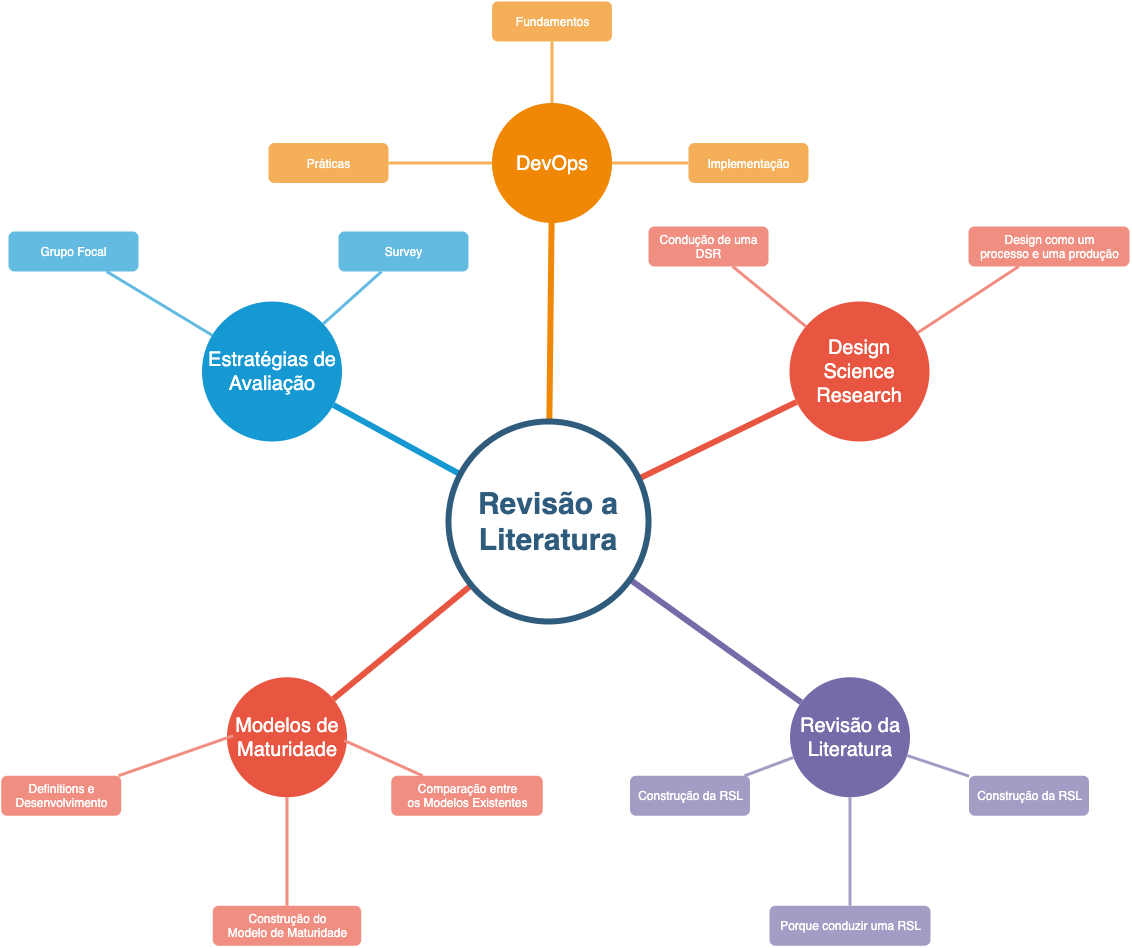 Fundamentos
DevOps
Práticas
Implementação
Grupo Focal
Survey
Estratégias de
Avaliação
Condução de uma
DSR
Design como um
processo e uma produção
Design
Science
Research
Revisão a
Literatura
Modelos de
Maturidade
Definitions e
Desenvolvimento
Comparação entre
os Modelos Existentes
Construção do
Modelo de Maturidade
Revisão da
Literatura
Construção da RSL
Construção da RSL
Porque conduzir uma RSL